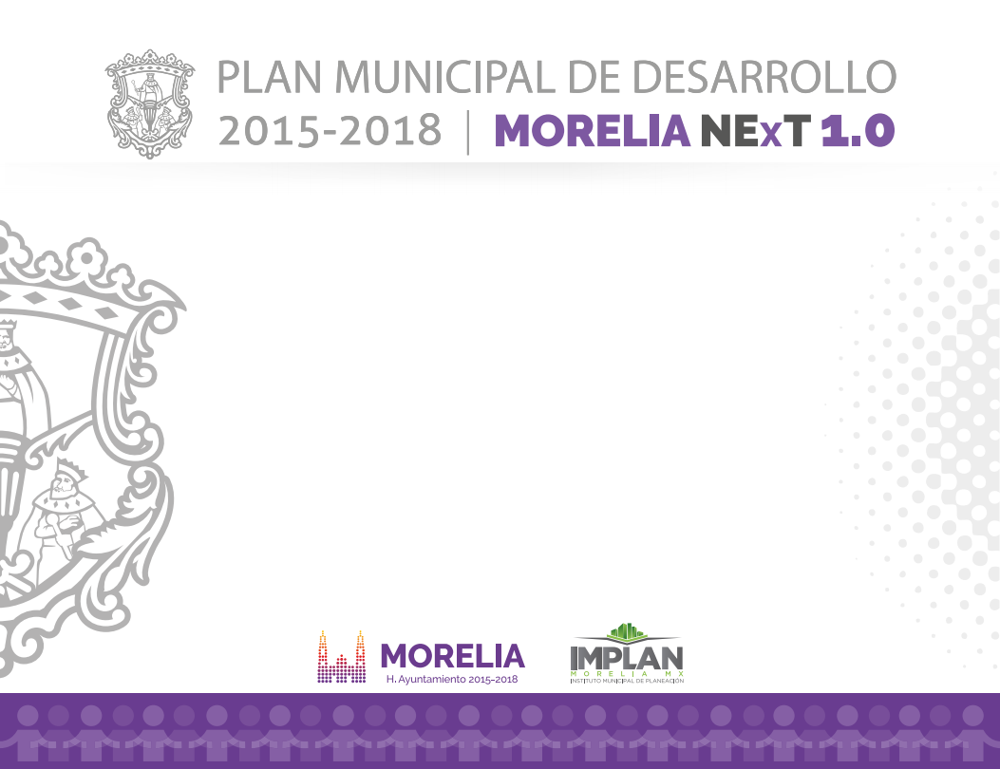 PLAN MUNICIPAL DE DESARROLLO
2015-2018 | MORELIA NExT 1.0
MORELIA
H. Ayuntamiento 2015-2018
IMPLAN
MORELIA MX
INSTITUTO MUNICIPAL DE PLANEACIÓN